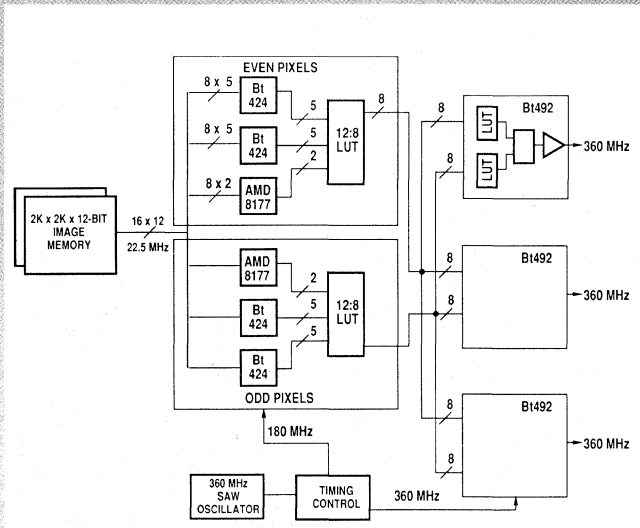 EVEN PIXELS
8 x 5
Bt
424
5
8 x 5
Bt
424
5
8 x 2
AMD
8177
2
12:8
LUT
8
2K x 2K x 12-BIT
IMAGE
MEMORY
16 x 12
22.5 MHz
AMD
8177
2
Bt
424
5
Bt
424
5
12:8
LUT
ODD PIXELS
8
8
LUT
LUT
Bt492
360 MHz
8
8
Bt492
360 MHz
8
8
Bt492
360 MHz
180 MHz
360 MHz
SAW
OSCILLATOR
TIMING
CONTROL
360 MHz